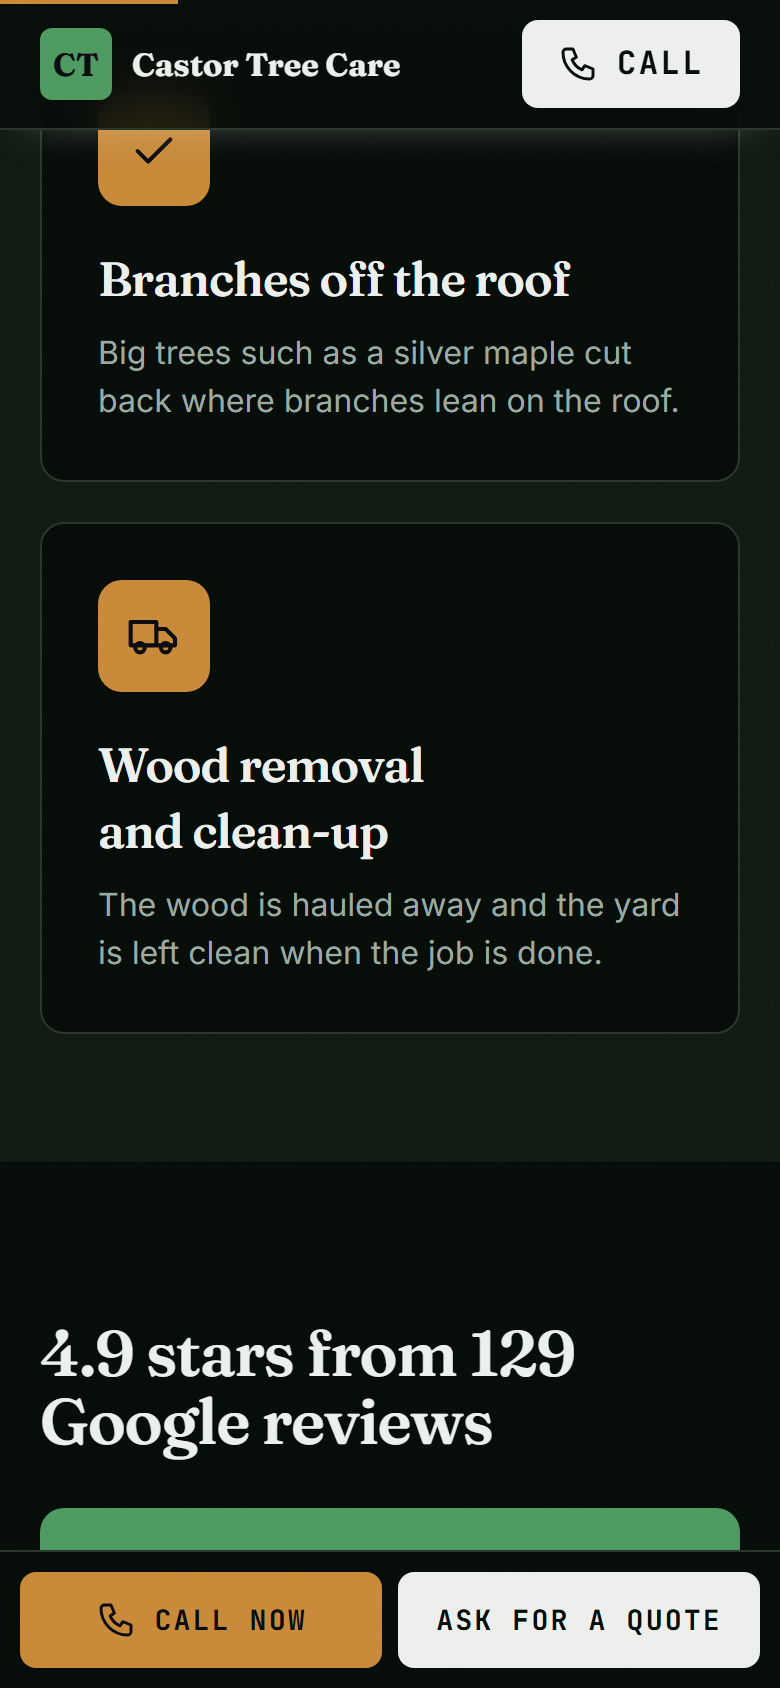 CT
Castor Tree Care
CALL
Branches off the roof
Big trees such as a silver maple cut
back where branches lean on the roof.
Wood removal
and clean-up
The wood is hauled away and the yard
is left clean when the job is done.
4.9 stars from 129
Google reviews
CALL NOW
ASK FOR A QUOTE